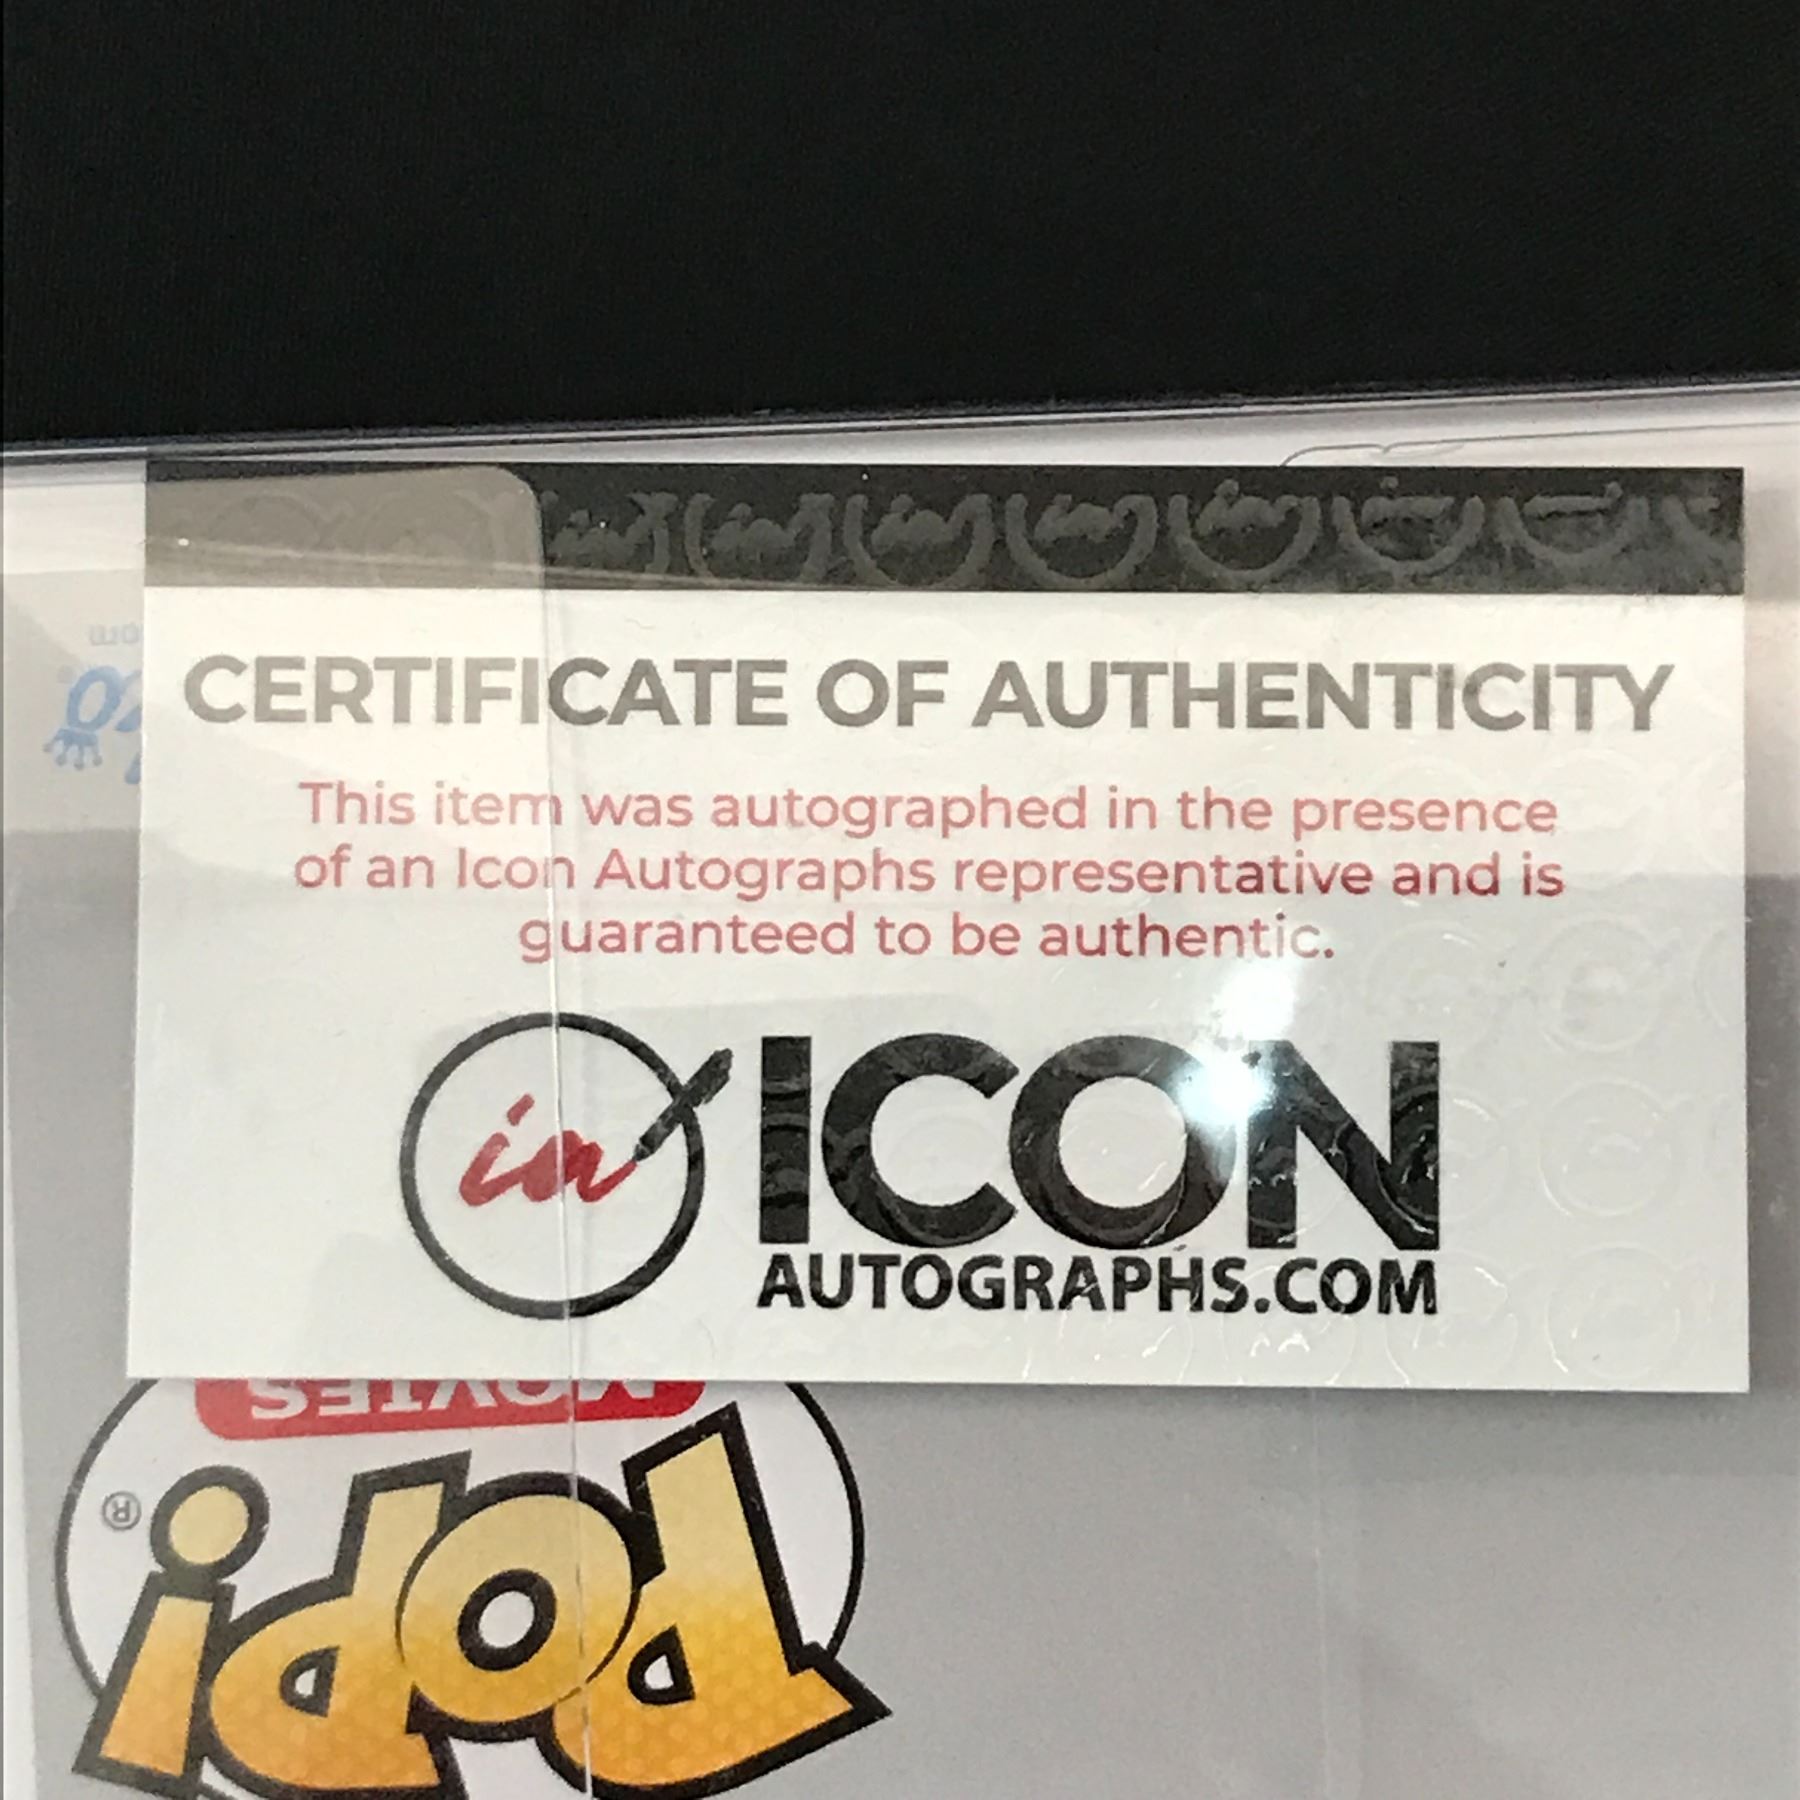 CERTIFICATE OF AUTHENTICITY
This item was autographed in the presence
of an Icon Autographs representative and is
guaranteed to be authentic.
ia ICON
AUTOGRAPHS.COM
MOVIES
POP!
®